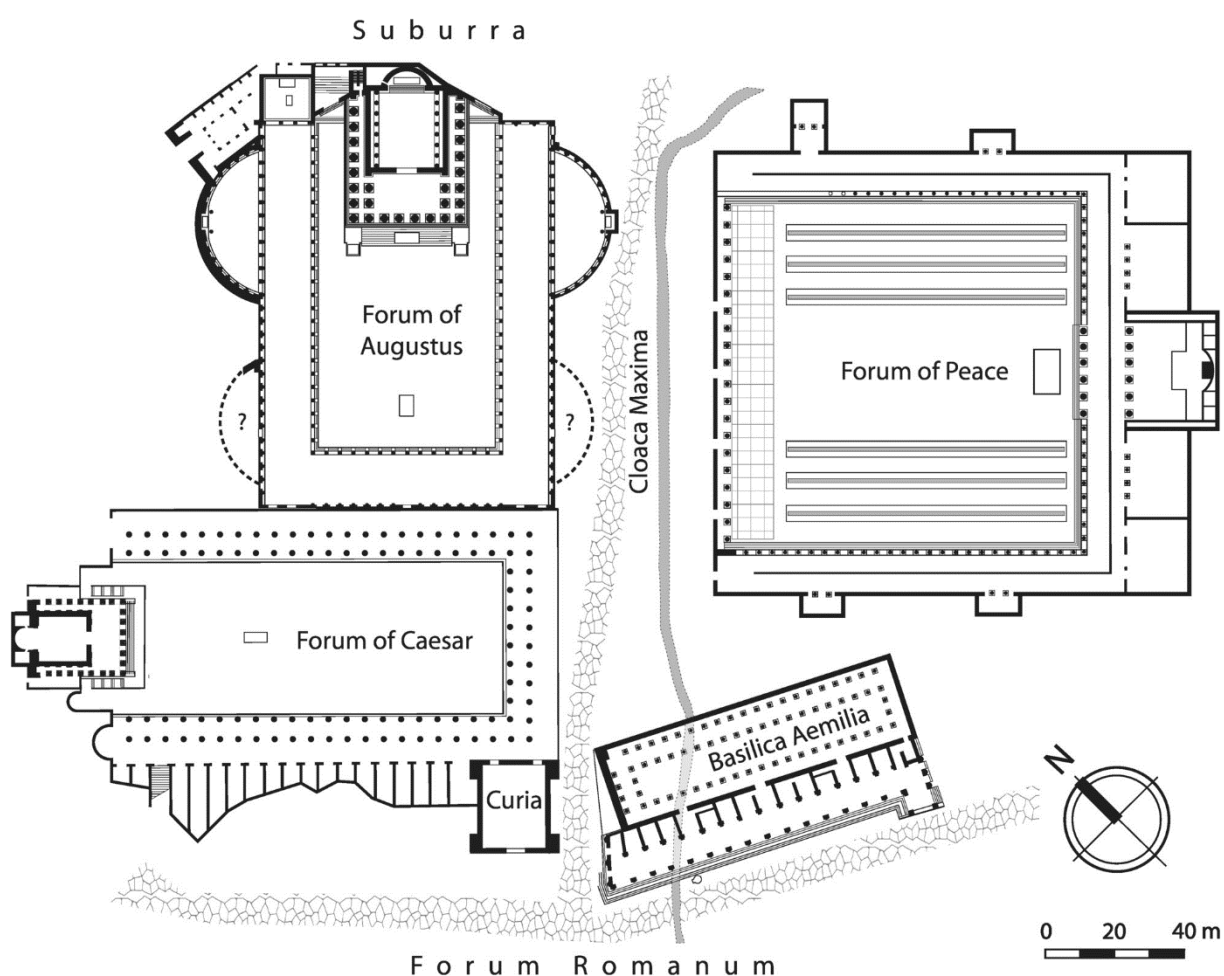 Suburra
Forum of
Augustus
?
?
Cloaca Maxima
Forum of Peace
Forum of Caesar
Basilica Aemilia
Curia
N
0 20 40 m
Forum Romanum